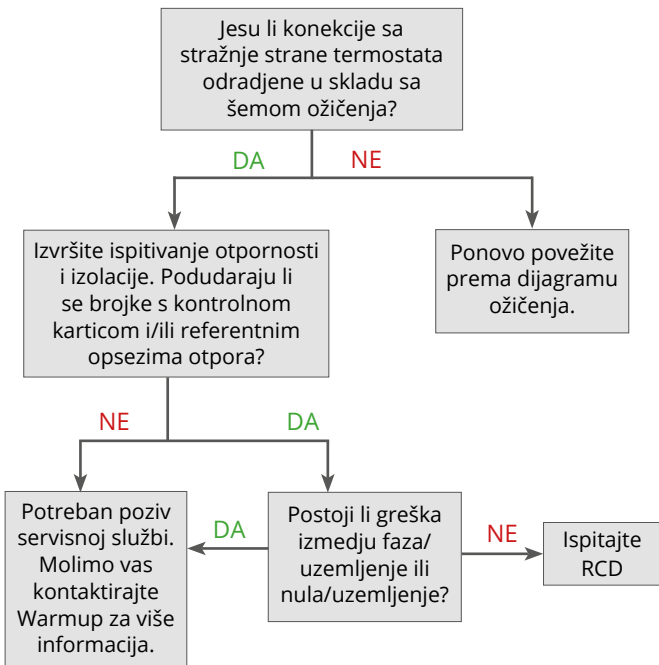 Jesu li konekcije sa
stražnje strane termostata
odradjene u skladu sa
šemom ožičenja?
DA
NE
Izvršite ispitivanje otpornosti
i izolacije. Podudaraju li
se brojke s kontrolnom
karticom i/ili referentnim
opsezima otpora?
Ponovo povežite
prema dijagramu
ožičenja.
NE
DA
Potreban poziv
servisnoj službi.
Molimo vas
kontaktirajte
Warmup za više
informacija.
DA
Postoji li greška
izmedju faza/
uzemljenje ili
nula/uzemljenje?
NE
Ispitajte
RCD